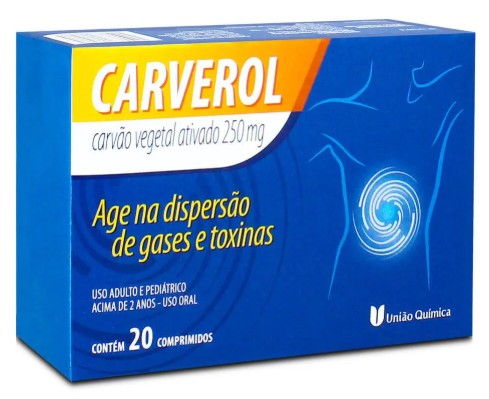 CARVEROL
carvão vegetal ativado 250 mg
Age na dispersão
de gases e toxinas
USO ADULTO E PEDIÁTRICO
ACIMA DE 2 ANOS - USO ORAL
CONTÉM 20 COMPRIMIDOS
União Química